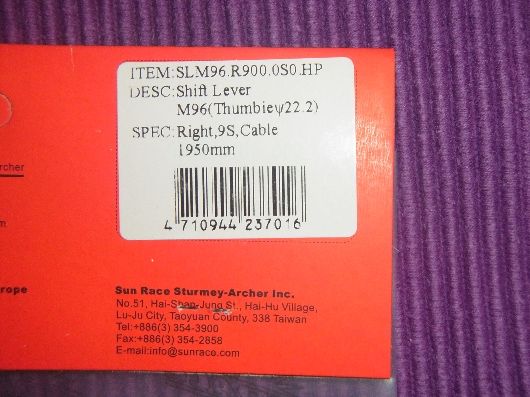 ITEM:SLM96.R900.0S0.HP
DESC:Shift Lever
M96(Thumbiew/22.2)
SPEC:Right,9S,Cable
1950mm
4 710944 237016
rcher
m
rope
Sun Race Sturmey-Archer Inc.
No.51, Hai-Shan-Jung St., Hai-Hu Village,
Lu-Ju City, Taoyuan County, 338 Taiwan
Tel:+886(3) 354-3900
Fax:+886(3) 354-2858
E-mail:info@sunrace.com